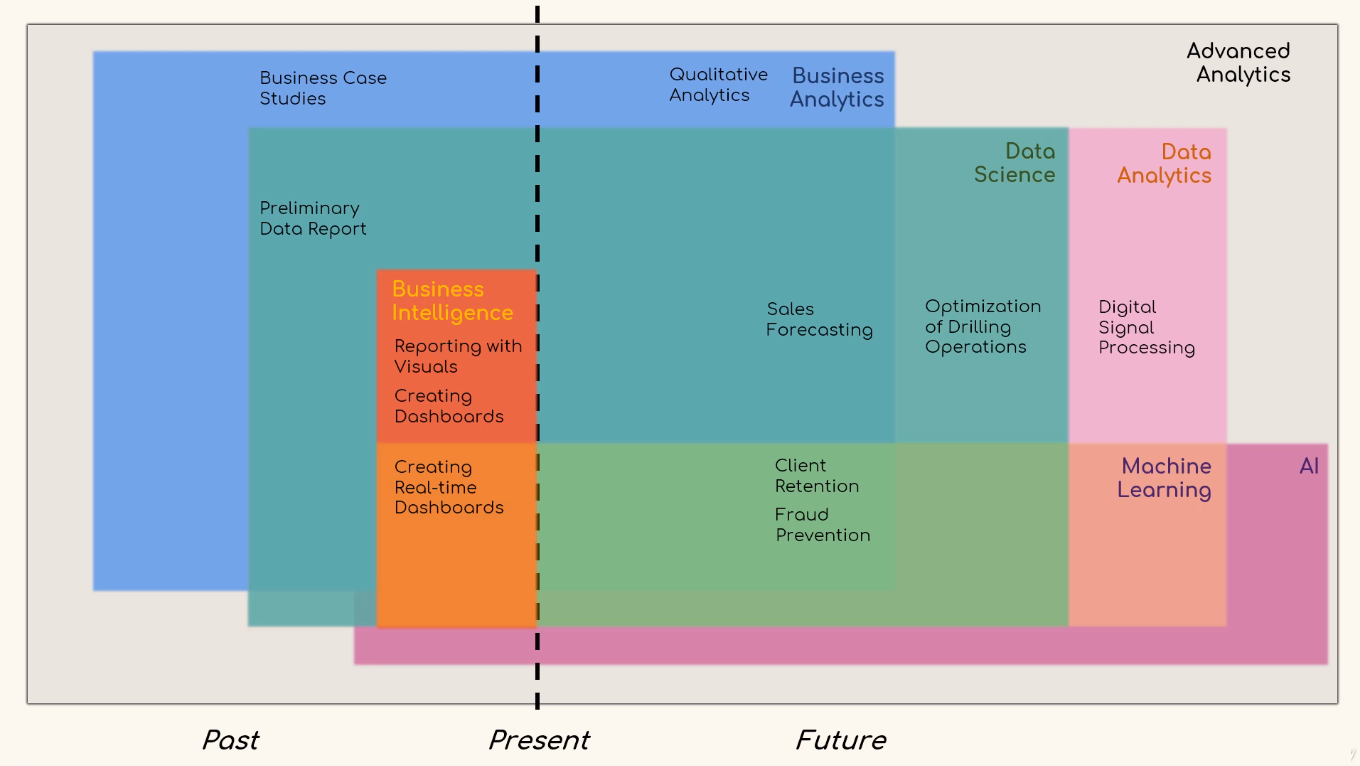 Advanced
Analytics
Business Case
Studies
Qualitative
Analytics
Business
Analytics
Data
Science
Data
Analytics
Preliminary
Data Report
Business
Intelligence
Reporting with
Visuals
Creating
Dashboards
Sales
Forecasting
Optimization
of Drilling
Operations
Digital
Signal
Processing
Creating
Real-time
Dashboards
Client
Retention
Fraud
Prevention
Machine
Learning
AI
Past
Present
Future